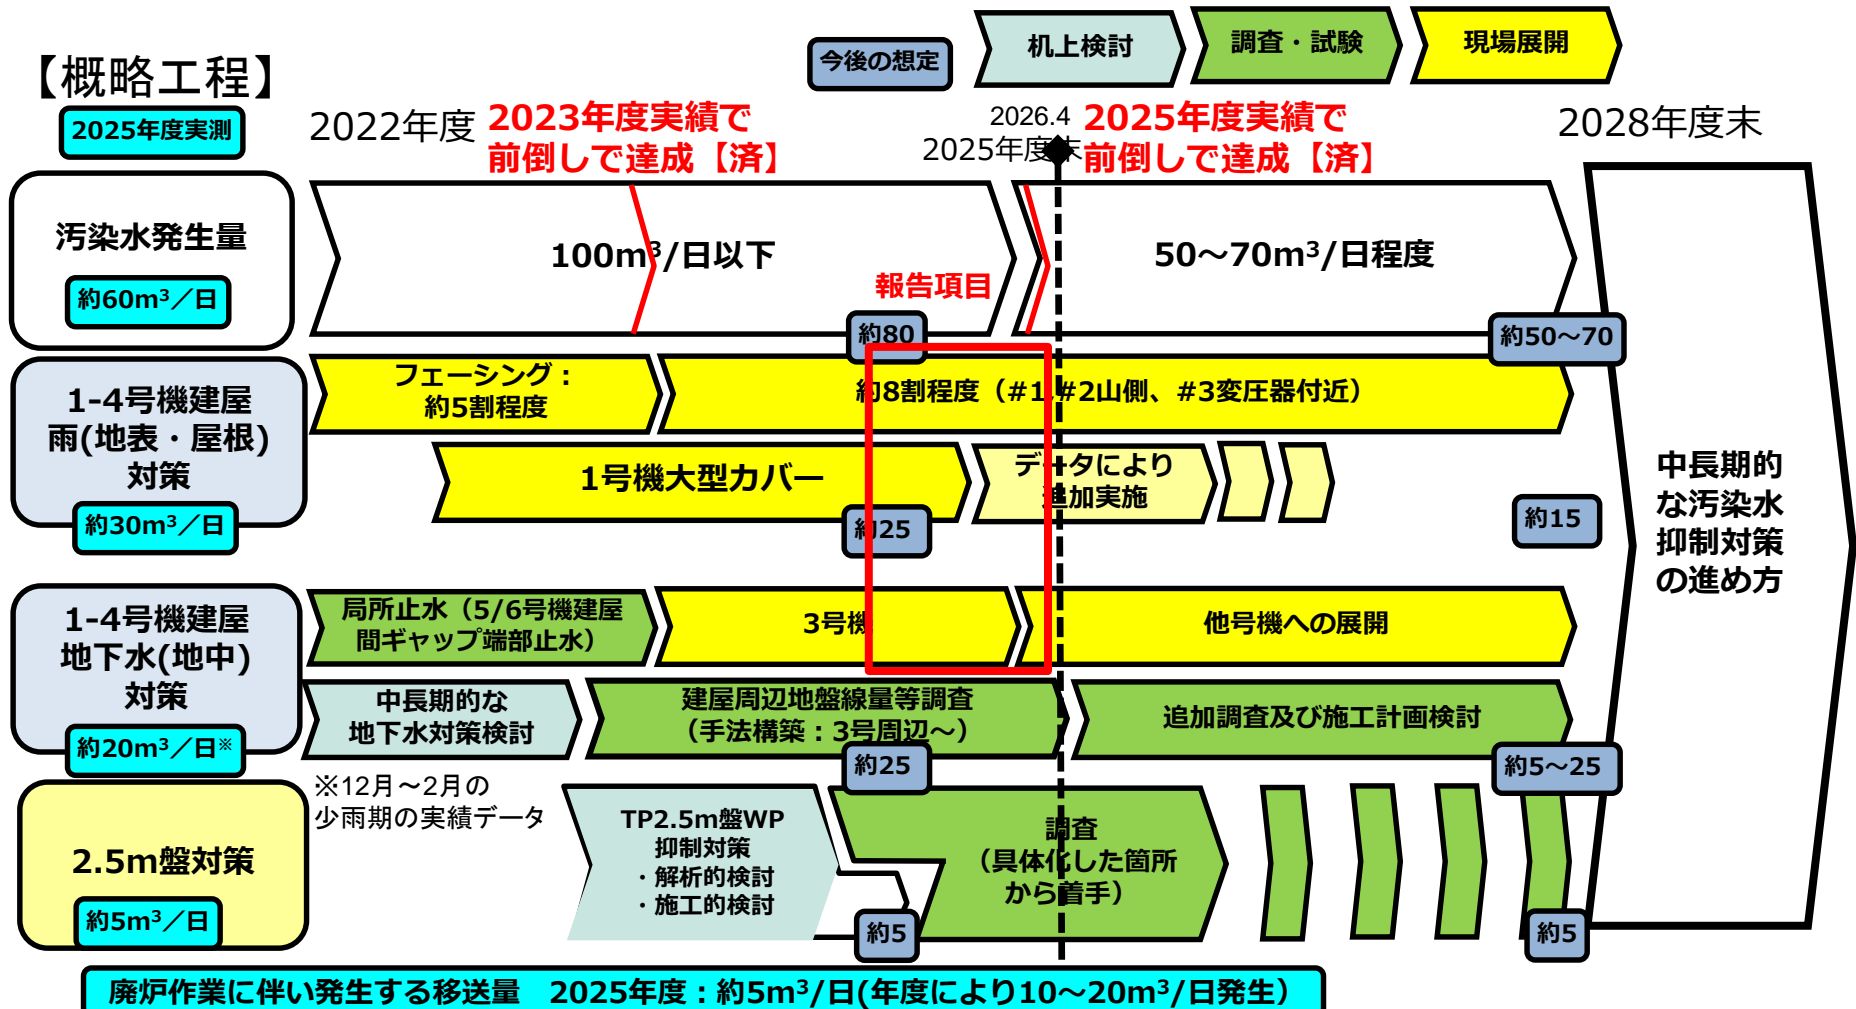 【概略工程】
今後の想定
机上検討
調査・試験
現場展開
2025年度実測
2022年度
2023年度実績で
前倒しで達成【済】
2026.4
2025年度末
2025年度実績で
前倒しで達成【済】
2028年度末
汚染水発生量
約60m³／日
100m³/日以下
報告項目
50～70m³/日程度
約80
約50～70
1-4号機建屋
雨(地表・屋根)
対策
約30m³／日
フェーシング：
約5割程度
約8割程度（#1,#2山側、#3変圧器付近）
1号機大型カバー
データにより
追加実施
約25
約15
中長期的
な汚染水
抑制対策
の進め方
1-4号機建屋
地下水(地中)
対策
約20m³／日※
局所止水（5/6号機建屋
間ギャップ端部止水）
3号機
他号機への展開
中長期的な
地下水対策検討
建屋周辺地盤線量等調査
（手法構築：3号周辺～）
追加調査及び施工計画検討
約25
約5～25
※12月～2月の
少雨期の実績データ
2.5m盤対策
約5m³／日
TP2.5m盤WP
抑制対策
・解析的検討
・施工的検討
調査
（具体化した箇所
から着手）
約5
約5
廃炉作業に伴い発生する移送量　2025年度：約5m³/日(年度により10～20m³/日発生）